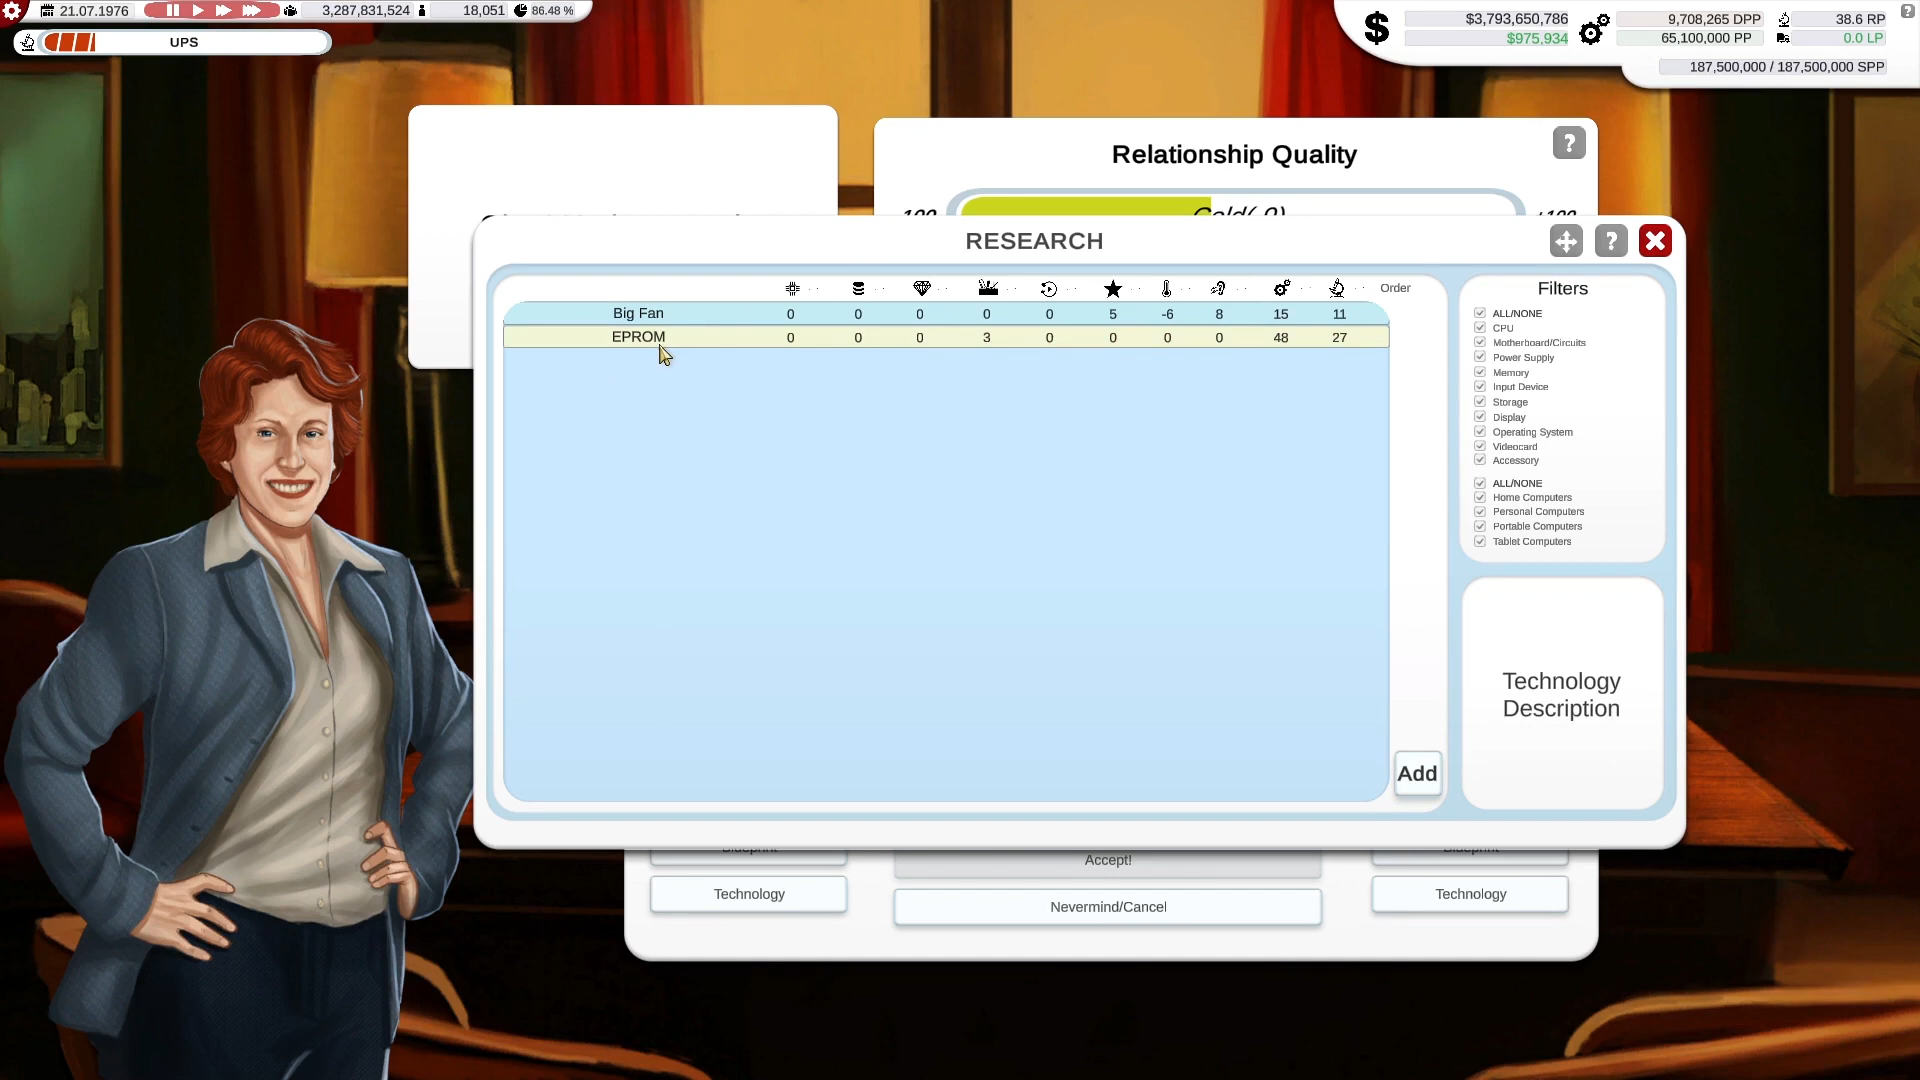 21.07.1976
3,287,831,524
18,051
86.48 %
UPS
$3,793,650,786
$975,934
9,708,265 DPP
65,100,000 PP
38.6 RP
0.0 LP
187,500,000 / 187,500,000 SPP
?
Relationship Quality
?
RESEARCH
?
Order
Big Fan 0 0 0 0 0 5 -6 8 15 11
EPROM 0 0 0 3 0 0 0 0 48 27
Add
Filters
ALL/NONE
CPU
Motherboard/Circuits
Power Supply
Memory
Input Device
Storage
Display
Operating System
Videocard
Accessory
ALL/NONE
Home Computers
Personal Computers
Portable Computers
Tablet Computers
Technology
Description
Accept!
Technology
Nevermind/Cancel
Technology